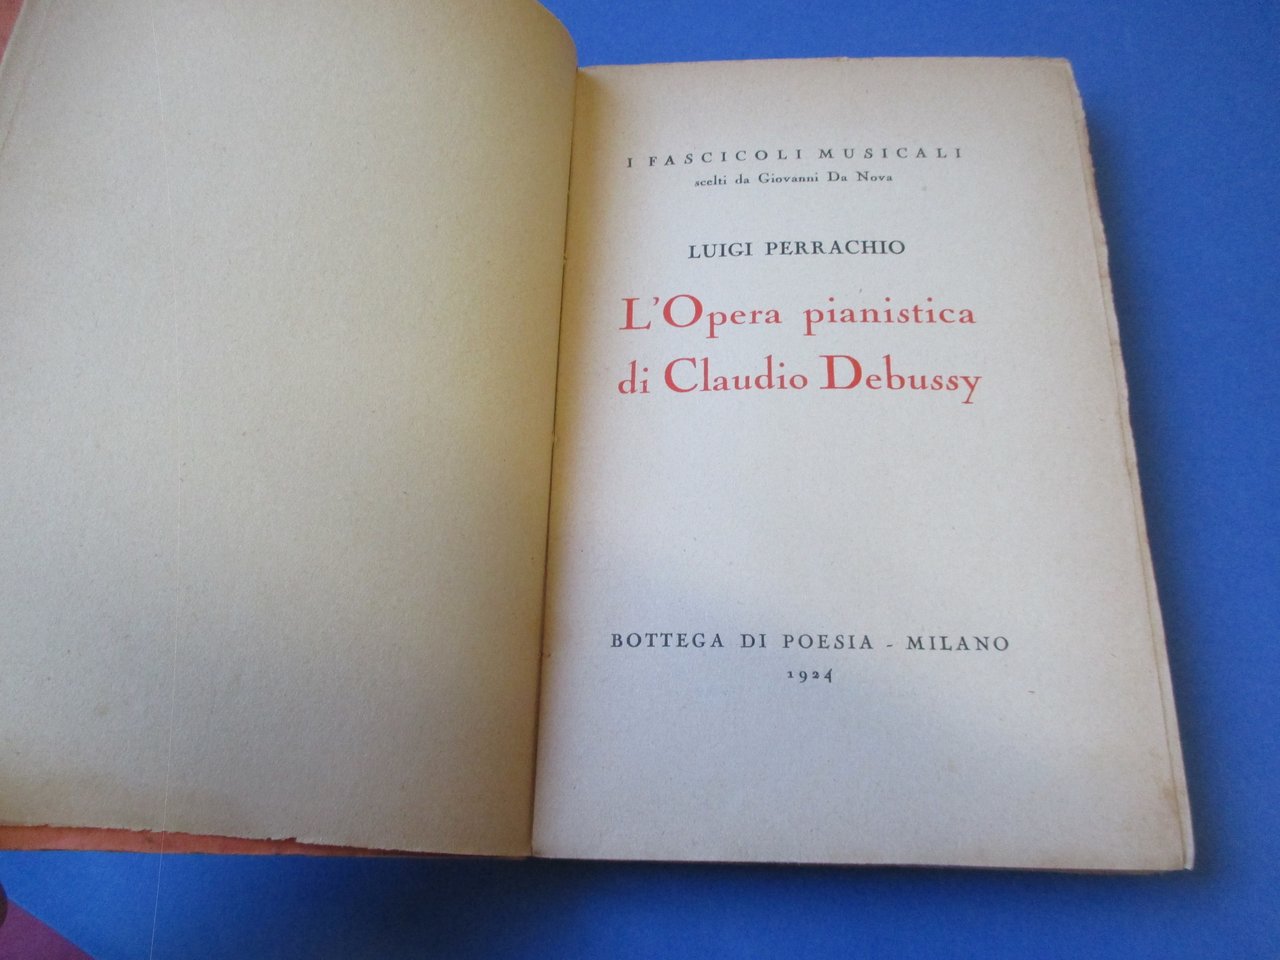 I FASCICOLI MUSICALI
scelti da Giovanni Da Nova
LUIGI PERRACHIO
L'Opera pianistica
di Claudio Debussy
BOTTEGA DI POESIA - MILANO
1924